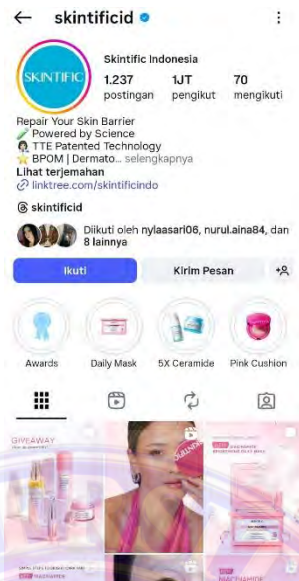 skintificid
SKINTIFIC
Skintific Indonesia
1.237 1JT 70
postingan pengikut mengikuti
Repair Your Skin Barrier
Powered by Science
TTE Patented Technology
BPOM | Dermato... selengkapnya
Lihat terjemahan
linktree.com/skintificindo
skintificid
Diikuti oleh nylaasari06, nurul.aina84, dan
8 lainnya
Ikuti Kirim Pesan
Awards Daily Mask 5X Ceramide Pink Cushion
GIVEAWAY
NIACINAMIDE